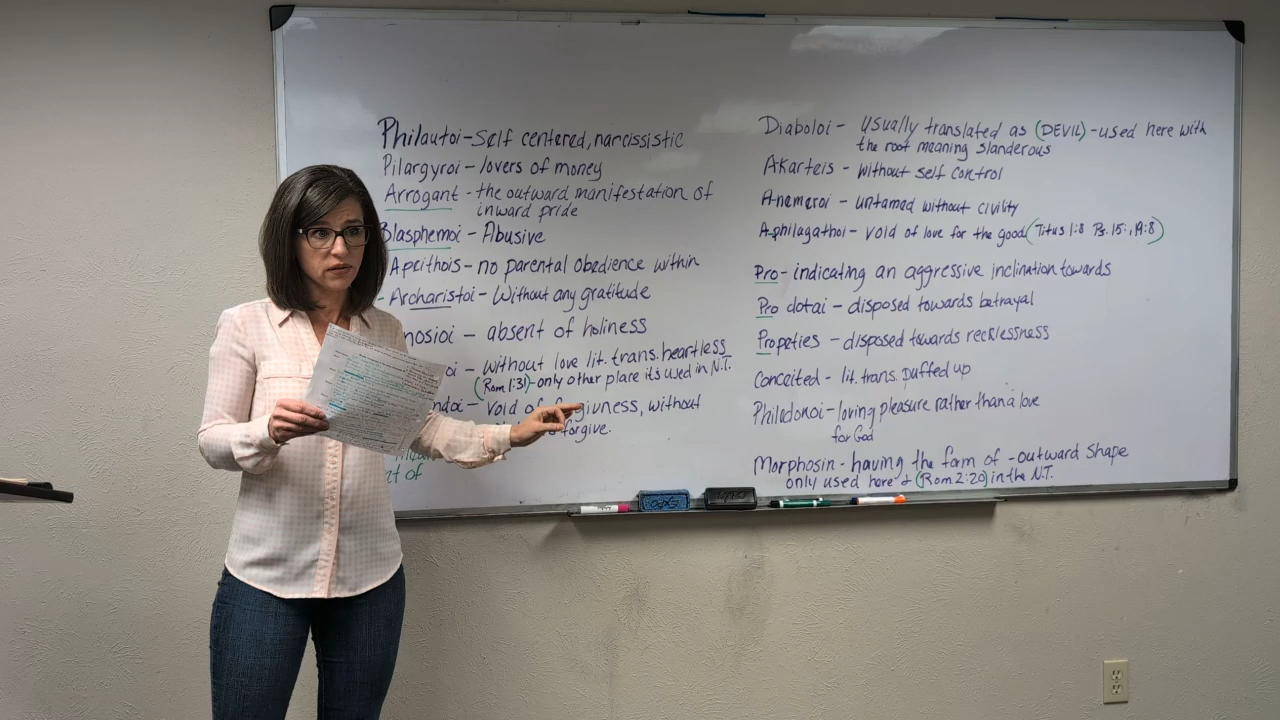 Philautoi - Self centered, narcissistic
Pilargyroi - lovers of money
Arrogant - the outward manifestation of
inward pride
Blasphemoi - Abusive
Apeithois - no parental obedience within
- Archaristoi - Without any gratitude
nosioi - absent of holiness
oi - without love lit. trans. heartless
(Rom 1:31) - only other place its used in N.T.
ndoi - void of forgivness, without
forgive.
of
Diaboloi - Usually translated as (DEVIL) - used here with
the root meaning slanderous
Akarteis - without self control
Anemeroi - untamed without civility
Aphilagathoi - void of love for the good (Titus 1:8 Ps. 15:, 19:8)
Pro - indicating an aggressive inclination towards
Pro dotai - disposed towards betrayal
Propeties - disposed towards recklessness
Conceited - lit. trans. puffed up
Philedonoi - loving pleasure rather than a love
for God
Morphosin - having the form of - outward shape
only used here + (Rom 2:20) in the N.T.